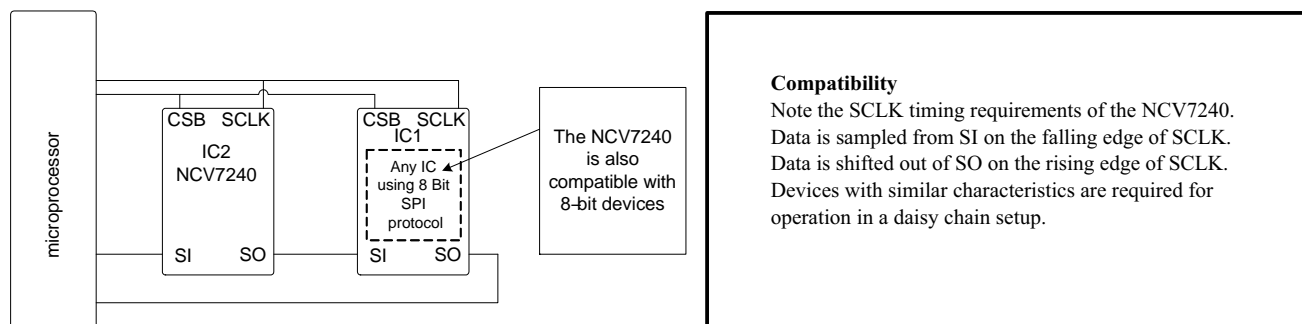 microprocessor
CSB SCLK
IC2
NCV7240
SI SO
CSB SCLK
IC1
Any IC
using 8 Bit
SPI
protocol
SI SO
The NCV7240
is also
compatible with
8-bit devices
Compatibility
Note the SCLK timing requirements of the NCV7240.
Data is sampled from SI on the falling edge of SCLK.
Data is shifted out of SO on the rising edge of SCLK.
Devices with similar characteristics are required for
operation in a daisy chain setup.